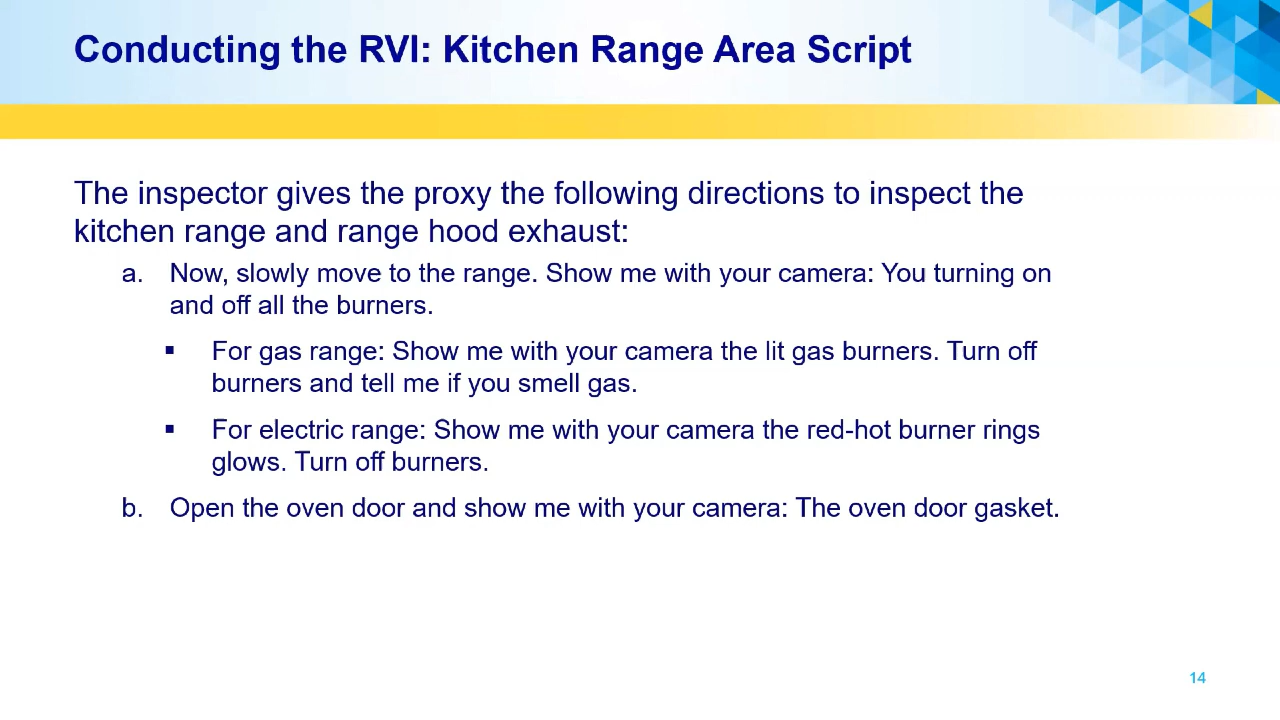 Conducting the RVI: Kitchen Range Area Script
The inspector gives the proxy the following directions to inspect the
kitchen range and range hood exhaust:
a. Now, slowly move to the range. Show me with your camera: You turning on
and off all the burners.
▪ For gas range: Show me with your camera the lit gas burners. Turn off
burners and tell me if you smell gas.
▪ For electric range: Show me with your camera the red-hot burner rings
glows. Turn off burners.
b. Open the oven door and show me with your camera: The oven door gasket.
14